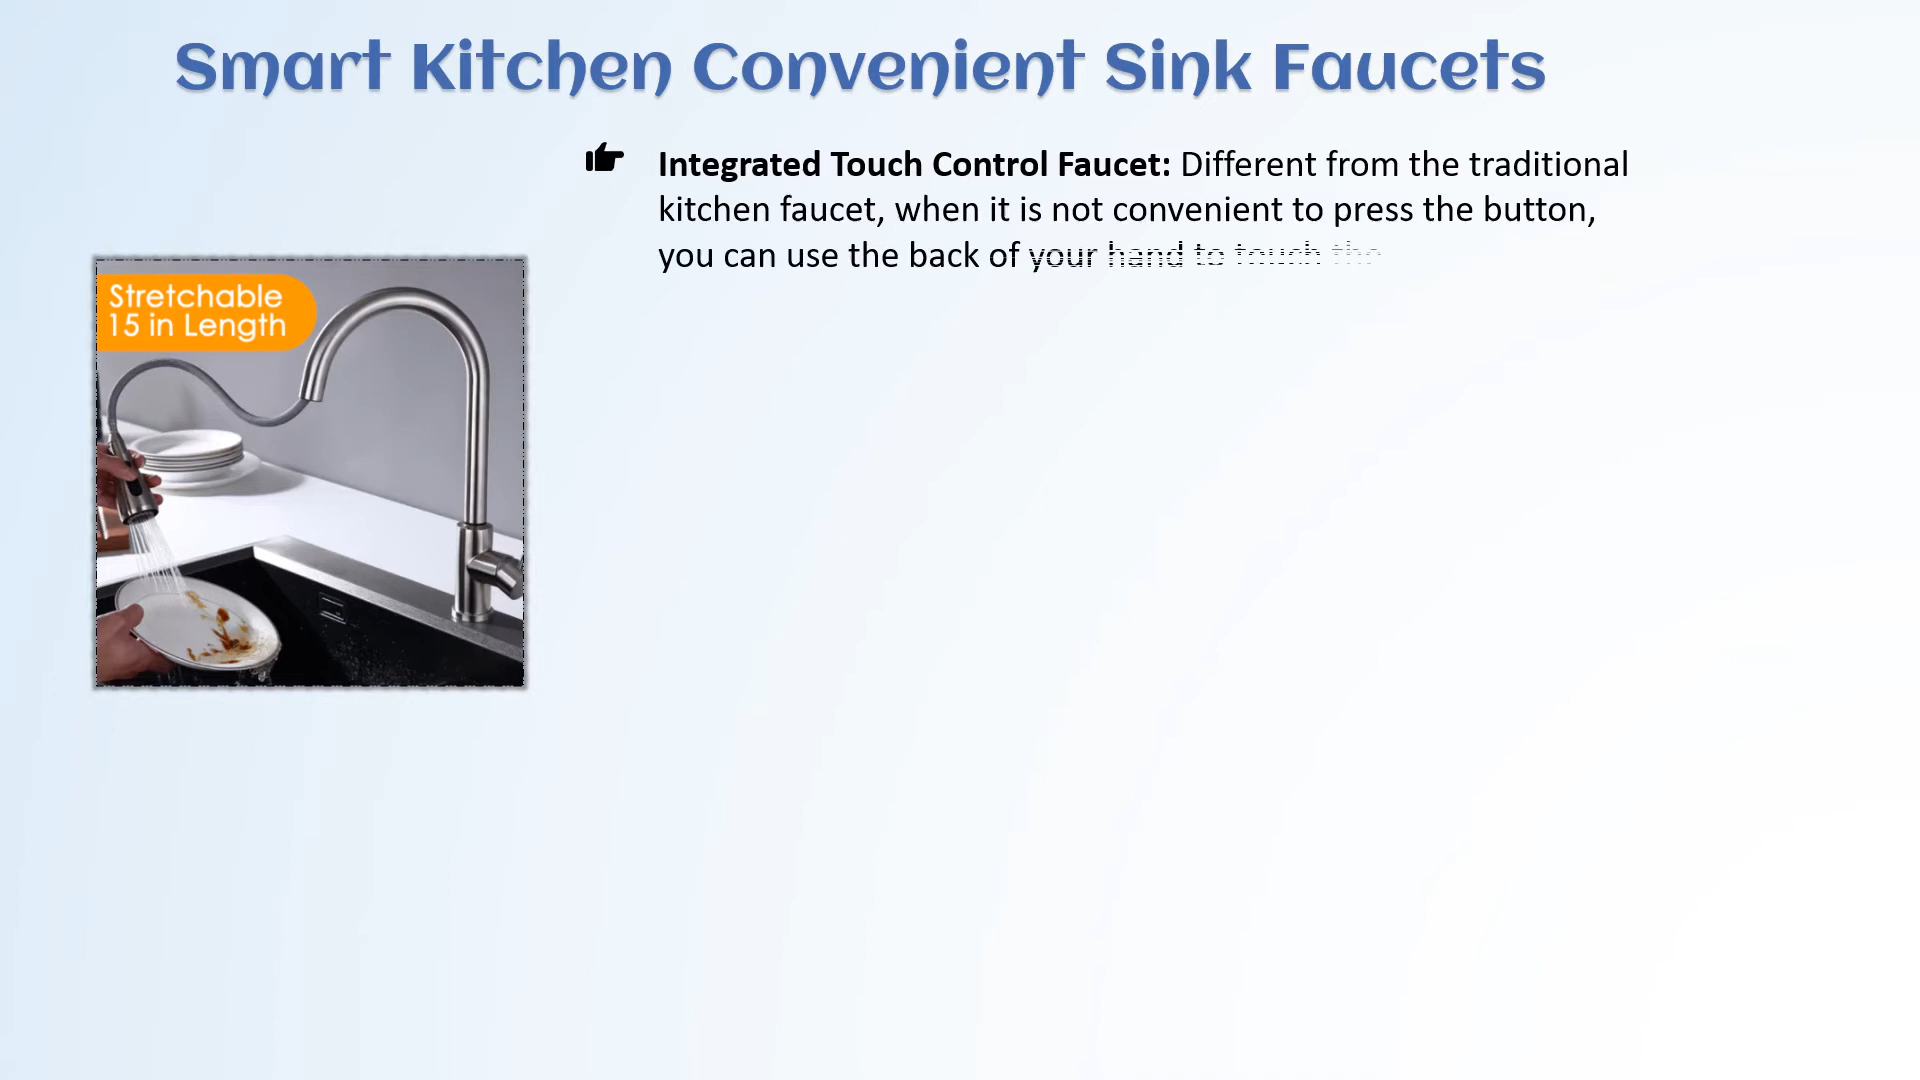 Smart Kitchen Convenient Sink Faucets
Integrated Touch Control Faucet: Different from the traditional
kitchen faucet, when it is not convenient to press the button,
you can use the back of your hand to touch the
Stretchable
15 in Length